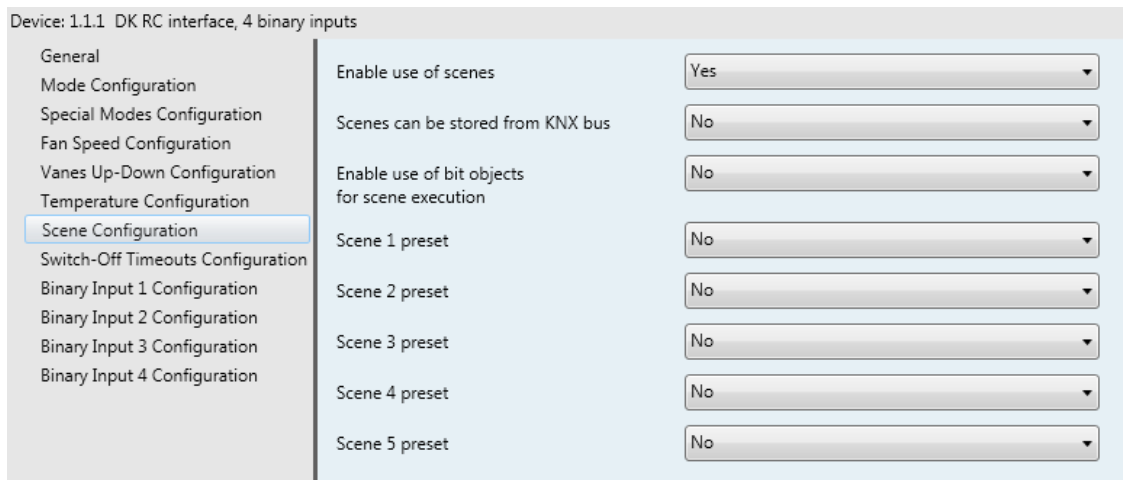 Device: 1.1.1 DK RC interface, 4 binary inputs
General
Mode Configuration
Special Modes Configuration
Fan Speed Configuration
Vanes Up-Down Configuration
Temperature Configuration
Scene Configuration
Switch-Off Timeouts Configuration
Binary Input 1 Configuration
Binary Input 2 Configuration
Binary Input 3 Configuration
Binary Input 4 Configuration
Enable use of scenes Yes
Scenes can be stored from KNX bus No
Enable use of bit objects No
for scene execution
Scene 1 preset No
Scene 2 preset No
Scene 3 preset No
Scene 4 preset No
Scene 5 preset No